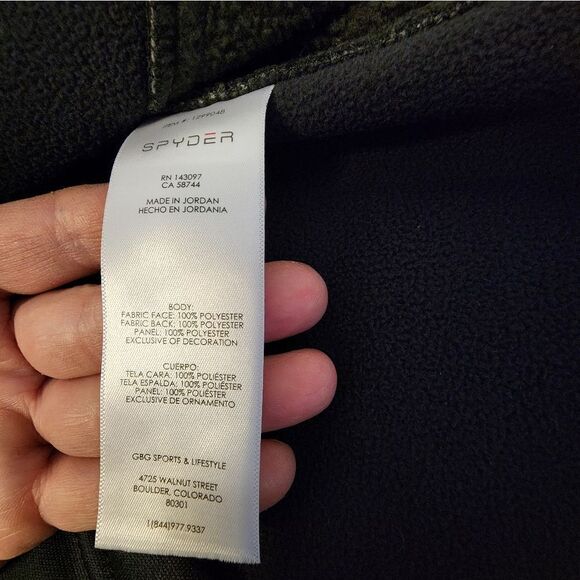 ITEM #: 1299048
SPYDER
RN 143097
CA 58744
MADE IN JORDAN
HECHO EN JORDANIA
BODY:
FABRIC FACE: 100% POLYESTER
FABRIC BACK: 100% POLYESTER
PANEL: 100% POLYESTER
EXCLUSIVE OF DECORATION
CUERPO:
TELA CARA: 100% POLIÉSTER
TELA ESPALDA: 100% POLIÉSTER
PANEL: 100% POLIÉSTER
EXCLUSIVE DE ORNAMENTO
GBG SPORTS & LIFESTYLE
4725 WALNUT STREET
BOULDER, COLORADO
80301
1(844)977-9337